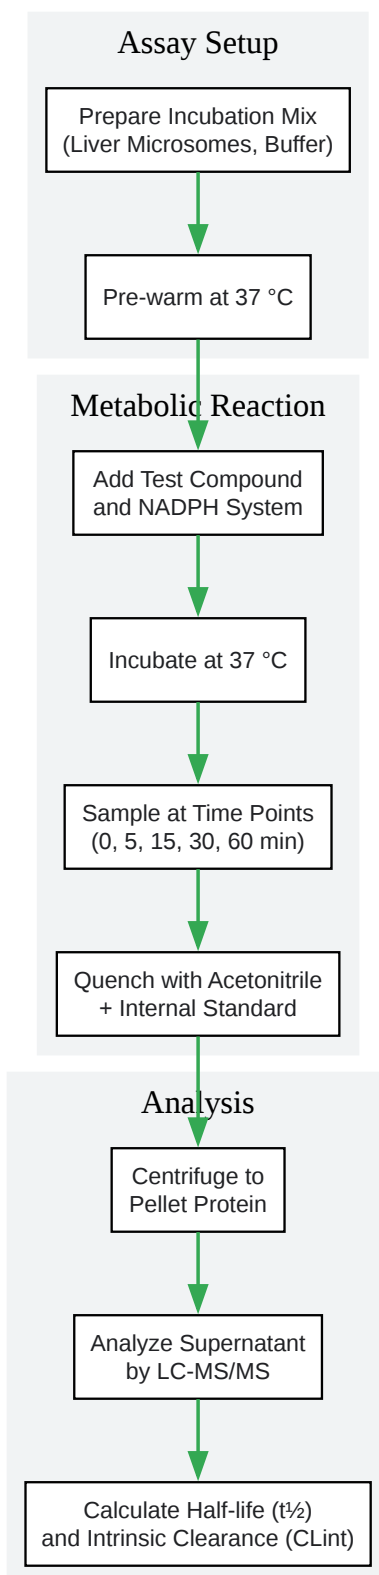 Assay Setup
Prepare Incubation Mix
(Liver Microsomes, Buffer)
Pre-warm at 37 °C
Metabolic Reaction
Add Test Compound
and NADPH System
Incubate at 37 °C
Sample at Time Points
(0, 5, 15, 30, 60 min)
Quench with Acetonitrile
+ Internal Standard
Analysis
Centrifuge to
Pellet Protein
Analyze Supernatant
by LC-MS/MS
Calculate Half-life (t½)
and Intrinsic Clearance (CLint)